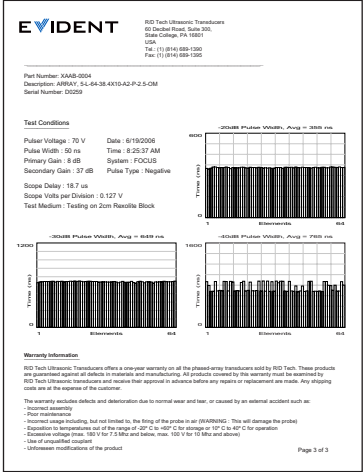 EVIDENT
R/D Tech Ultrasonic Transducers
60 Decibel Road, Suite 300,
State College, PA 16801
USA
Tel.: (1) (814) 689-1390
Fax: (1) (814) 689-1395
Part Number: XAAB-0004
Description: ARRAY, 5-L-64-38.4X10-A2-P-2.5-OM
Serial Number: D0259
Test Conditions
Pulser Voltage : 70 V
Date : 6/19/2006
Pulse Width : 50 ns
Time : 8:25:37 AM
Primary Gain : 8 dB
System : FOCUS
Secondary Gain : 37 dB
Pulse Type : Negative
Scope Delay : 18.7 us
Scope Volts per Division : 0.127 V
Test Medium : Testing on 2cm Rexolite Block
-20dB Pulse Width, Avg = 355 ns
600
Time (ns)
0
1
Elements
64
-30dB Pulse Width, Avg = 649 ns
1200
Time (ns)
0
1
Elements
64
-40dB Pulse Width, Avg = 765 ns
1600
Time (ns)
0
1
Elements
64
Warranty Information
R/D Tech Ultrasonic Transducers offers a one-year warranty on all the phased-array transducers sold by R/D Tech. These products
are guaranteed against all defects in materials and manufacturing. All products covered by this warranty must be examined by
R/D Tech Ultrasonic transducers and receive their approval in advance before any repairs or replacement are made. Any shipping
costs are at the expense of the customer.
The warranty excludes defects and deterioration due to normal wear and tear, or caused by an external accident such as:
- Incorrect assembly
- Poor maintenance
- Incorrect usage including, but not limited to, the firing of the probe in air (WARNING : This will damage the probe)
- Exposition to temperatures out of the range of -20° C to +60° C for storage or 10° C to 40° C for operation
- Excessive voltage (max. 180 V for 7.5 Mhz and below, max. 100 V for 10 Mhz and above)
- Use of unqualified couplant
- Unforeseen modifications of the product
Page 3 of 3